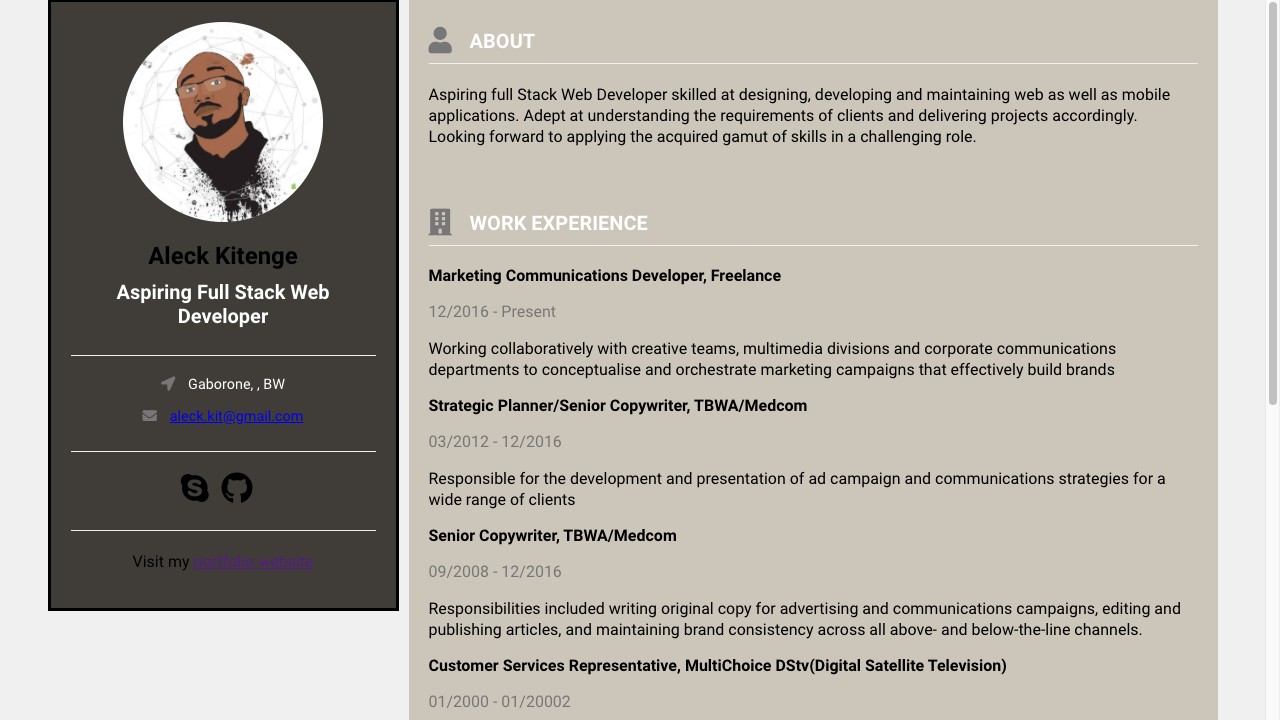 Aleck Kitenge
Aspiring Full Stack Web
Developer
Gaborone, , BW
aleck.kit@gmail.com
Visit my portfolio website
ABOUT
Aspiring full Stack Web Developer skilled at designing, developing and maintaining web as well as mobile
applications. Adept at understanding the requirements of clients and delivering projects accordingly.
Looking forward to applying the acquired gamut of skills in a challenging role.
WORK EXPERIENCE
Marketing Communications Developer, Freelance
12/2016 - Present
Working collaboratively with creative teams, multimedia divisions and corporate communications
departments to conceptualise and orchestrate marketing campaigns that effectively build brands
Strategic Planner/Senior Copywriter, TBWA/Medcom
03/2012 - 12/2016
Responsible for the development and presentation of ad campaign and communications strategies for a
wide range of clients
Senior Copywriter, TBWA/Medcom
09/2008 - 12/2016
Responsibilities included writing original copy for advertising and communications campaigns, editing and
publishing articles, and maintaining brand consistency across all above- and below-the-line channels.
Customer Services Representative, MultiChoice DStv(Digital Satellite Television)
01/2000 - 01/20002